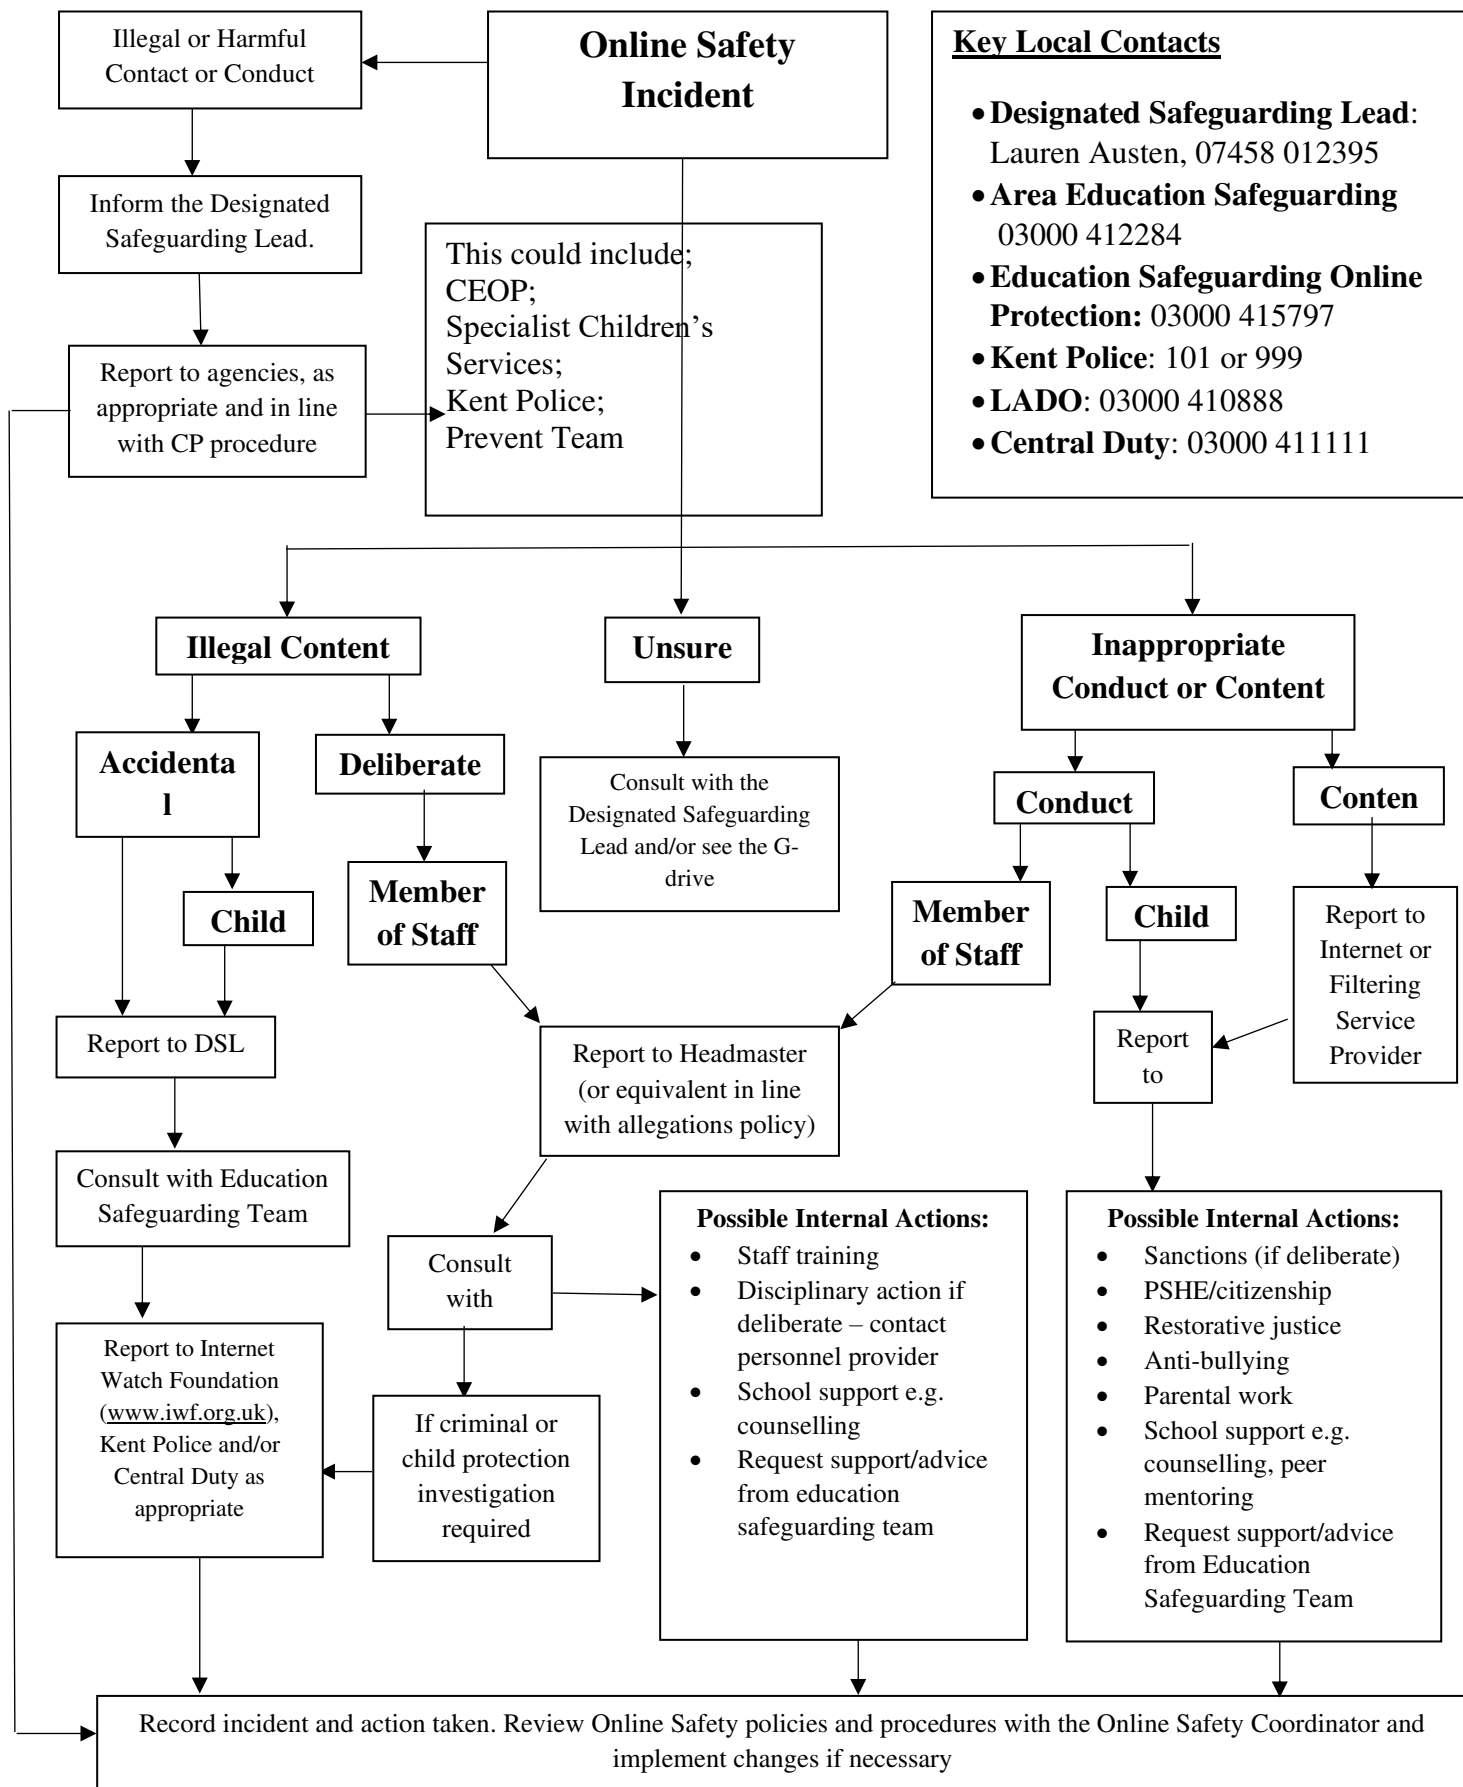 Illegal or Harmful
Contact or Conduct
Online Safety
Incident
Key Local Contacts
• Designated Safeguarding Lead:
Lauren Austen, 07458 012395
• Area Education Safeguarding
03000 412284
• Education Safeguarding Online
Protection: 03000 415797
• Kent Police: 101 or 999
• LADO: 03000 410888
• Central Duty: 03000 411111
Inform the Designated
Safeguarding Lead.
This could include;
CEOP;
Specialist Children’s
Services;
Kent Police;
Prevent Team
Report to agencies, as
appropriate and in line
with CP procedure
Illegal Content
Unsure
Inappropriate
Conduct or Content
Accidenta
l
Deliberate
Consult with the
Designated Safeguarding
Lead and/or see the G-
drive
Conduct
Conten
Child
Member
of Staff
Member
of Staff
Child
Report to
Internet or
Filtering
Service
Provider
Report to DSL
Report to Headmaster
(or equivalent in line
with allegations policy)
Report
to
Consult with Education
Safeguarding Team
Consult
with
Possible Internal Actions:
• Staff training
• Disciplinary action if
deliberate – contact
personnel provider
• School support e.g.
counselling
• Request support/advice
from education
safeguarding team
Possible Internal Actions:
• Sanctions (if deliberate)
• PSHE/citizenship
• Restorative justice
• Anti-bullying
• Parental work
• School support e.g.
counselling, peer
mentoring
• Request support/advice
from Education
Safeguarding Team
Report to Internet
Watch Foundation
(www.iwf.org.uk),
Kent Police and/or
Central Duty as
appropriate
If criminal or
child protection
investigation
required
Record incident and action taken. Review Online Safety policies and procedures with the Online Safety Coordinator and
implement changes if necessary